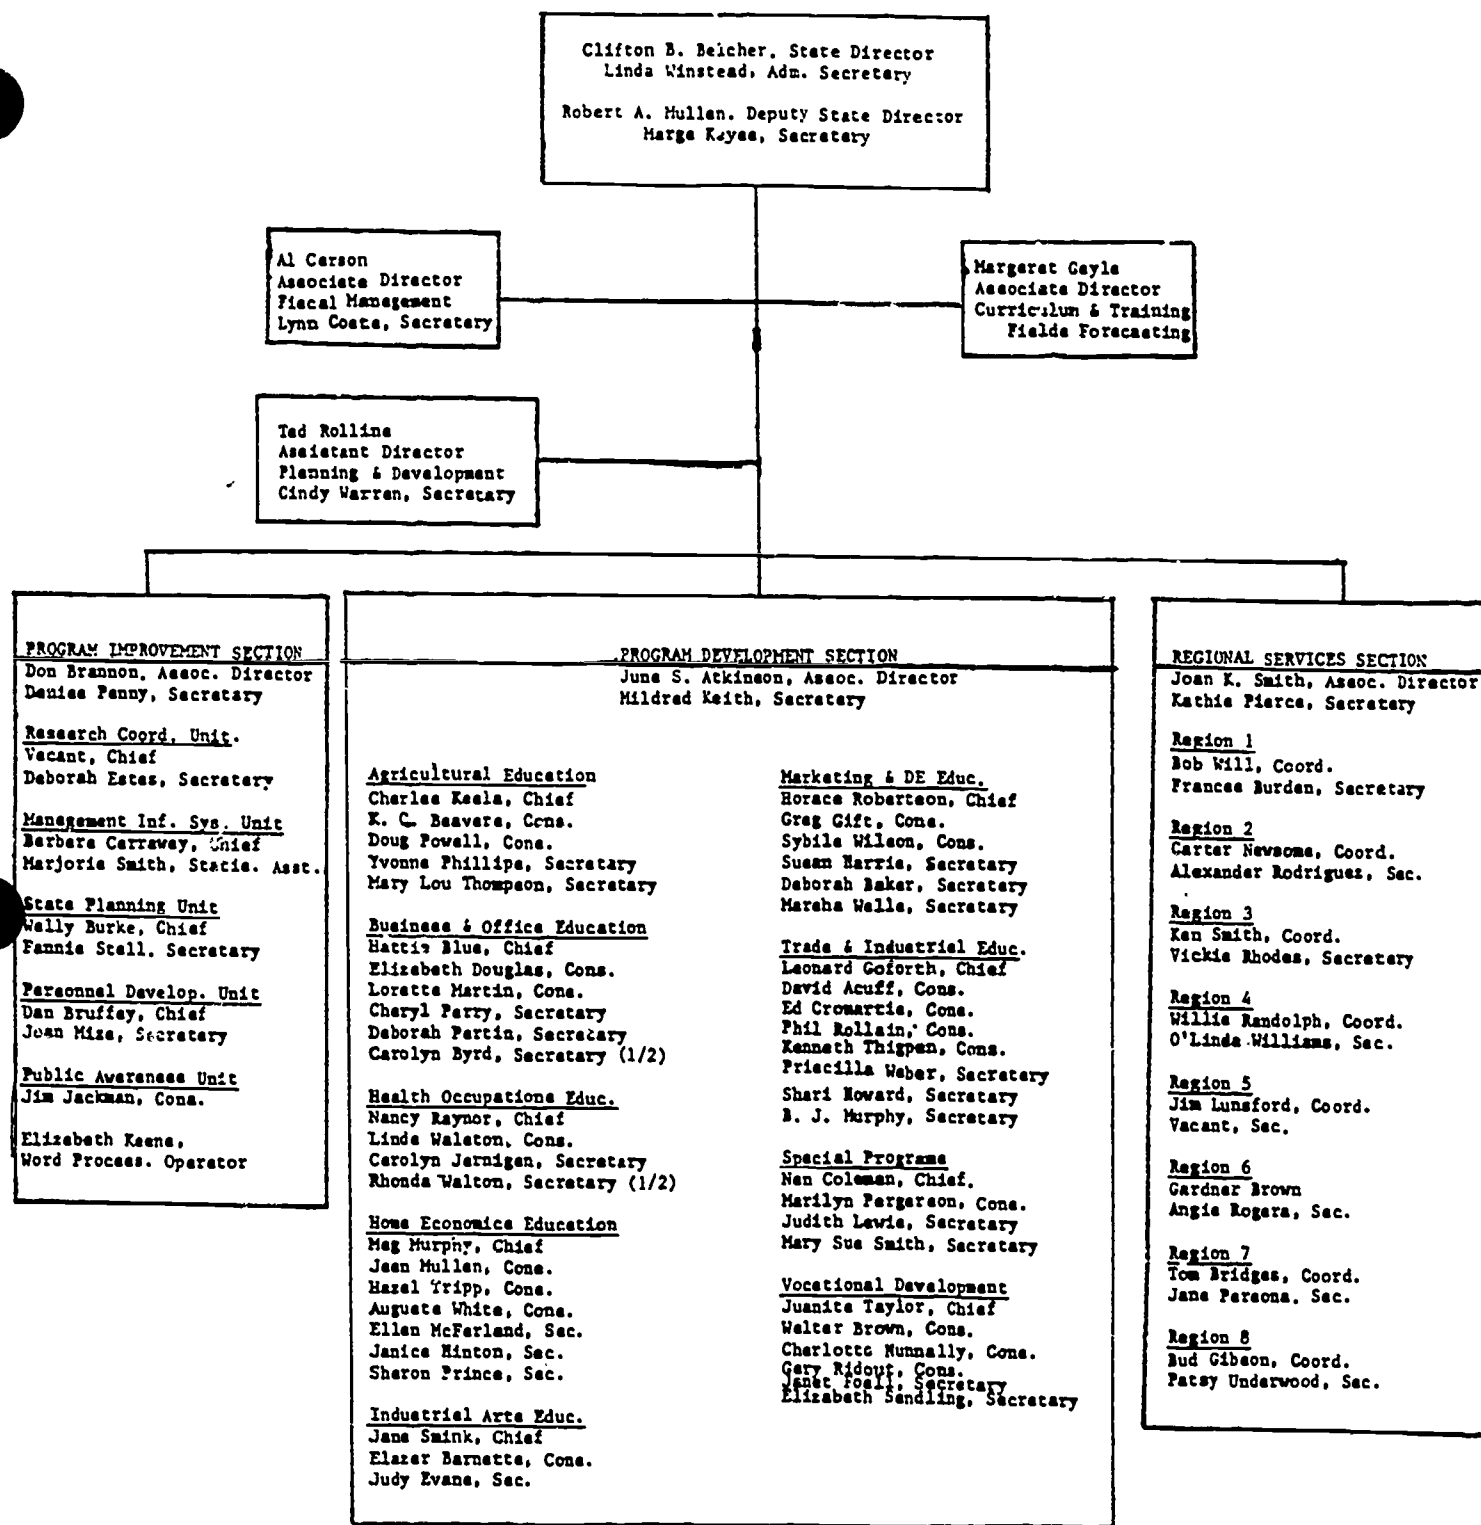 Clifton B. Belcher, State Director
Linda Winstead, Adm. Secretary
Robert A. Mullen, Deputy State Director
Marge Keyes, Secretary
Al Carson
Associate Director
Fiscal Management
Lynn Coats, Secretary
Margaret Gayle
Associate Director
Curriculum & Training
Fields Forecasting
Ted Rollins
Assistant Director
Planning & Development
Cindy Warren, Secretary
PROGRAM IMPROVEMENT SECTION
Don Brannon, Assoc. Director
Denise Penny, Secretary
Research Coord. Unit.
Vacant, Chief
Deborah Estes, Secretary
Management Inf. Sys. Unit
Barbara Carraway, Chief
Marjorie Smith, Statis. Asst.
State Planning Unit
Wally Burke, Chief
Fannie Stell, Secretary
Personnel Develop. Unit
Dan Bruffey, Chief
Joan Mize, Secretary
Public Awareness Unit
Jim Jackman, Cons.
Elizabeth Keene,
Word Process. Operator
PROGRAM DEVELOPMENT SECTION
June S. Atkinson, Assoc. Director
Mildred Keith, Secretary
Agricultural Education
Charles Keels, Chief
K. C. Beavers, Cons.
Doug Powell, Cons.
Yvonne Phillips, Secretary
Mary Lou Thompson, Secretary
Business & Office Education
Hattie Blue, Chief
Elizabeth Douglas, Cons.
Loretta Martin, Cons.
Cheryl Perry, Secretary
Deborah Partin, Secretary
Carolyn Byrd, Secretary (1/2)
Health Occupations Educ.
Nancy Raynor, Chief
Linda Walston, Cons.
Carolyn Jernigan, Secretary
Rhonda Walton, Secretary (1/2)
Home Economics Education
Meg Murphy, Chief
Jean Mullen, Cons.
Hazel Tripp, Cons.
Augusta White, Cons.
Ellen McFarland, Sec.
Janice Hinton, Sec.
Sharon Prince, Sec.
Industrial Arts Educ.
Jane Smink, Chief
Elazer Barnette, Cons.
Judy Evans, Sec.
Marketing & DE Educ.
Horace Robertson, Chief
Greg Gift, Cons.
Sybile Wilson, Cons.
Susan Harris, Secretary
Deborah Baker, Secretary
Marsha Wells, Secretary
Trade & Industrial Educ.
Leonard Goforth, Chief
David Acuff, Cons.
Ed Cromartie, Cons.
Phil Rollain, Cons.
Kenneth Thigpen, Cons.
Priscilla Weber, Secretary
Shari Howard, Secretary
B. J. Murphy, Secretary
Special Programs
Nan Coleman, Chief.
Marilyn Pergerson, Cons.
Judith Lewis, Secretary
Mary Sue Smith, Secretary
Vocational Development
Juanita Taylor, Chief
Walter Brown, Cons.
Charlotte Nunnally, Cons.
Gary Ridout, Cons.
Janet Secretary
Elizabeth Sandling, Secretary
REGIONAL SERVICES SECTION
Joan K. Smith, Assoc. Director
Kathie Pierce, Secretary
Region 1
Bob Will, Coord.
Frances Burden, Secretary
Region 2
Carter Newsome, Coord.
Alexander Rodriguez, Sec.
Region 3
Ken Smith, Coord.
Vickie Rhodes, Secretary
Region 4
Willie Randolph, Coord.
O'Linda Williams, Sec.
Region 5
Jim Lunsford, Coord.
Vacant, Sec.
Region 6
Gardner Brown
Angie Rogers, Sec.
Region 7
Tom Bridges, Coord.
Jane Persons, Sec.
Region 8
Bud Gibson, Coord.
Patsy Underwood, Sec.